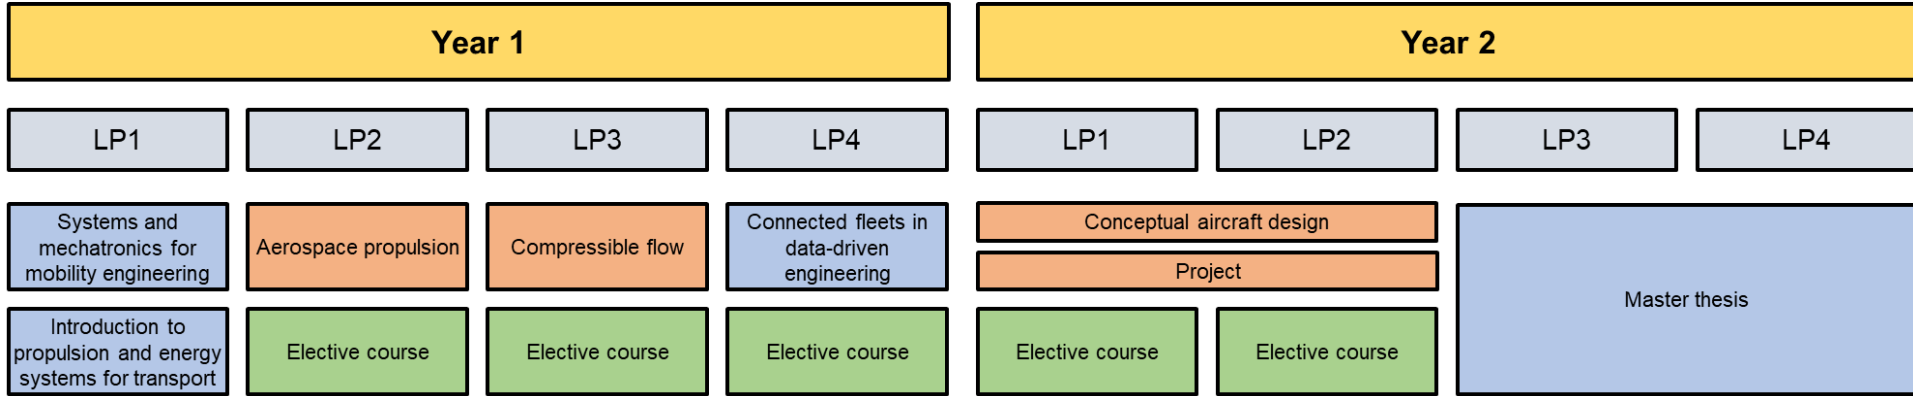 Year 1
Year 2
LP1
LP2
LP3
LP4
LP1
LP2
LP3
LP4
Systems and
mechatronics for
mobility engineering
Aerospace propulsion
Compressible flow
Connected fleets in
data-driven
engineering
Conceptual aircraft design
Project
Master thesis
Introduction to
propulsion and energy
systems for transport
Elective course
Elective course
Elective course
Elective course
Elective course